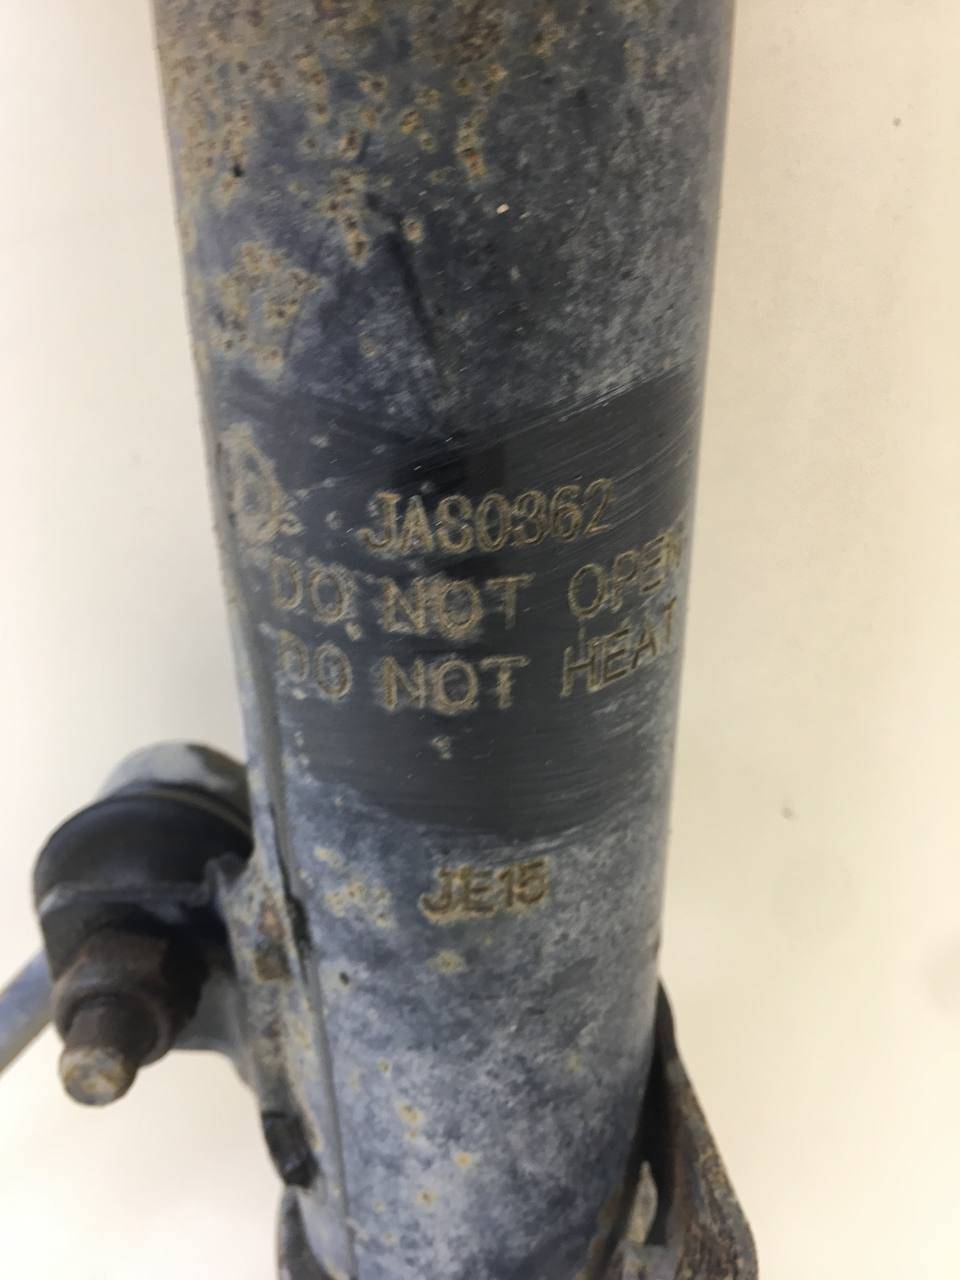 JAS0362
DO NOT OPEN
DO NOT HEAT
JE15